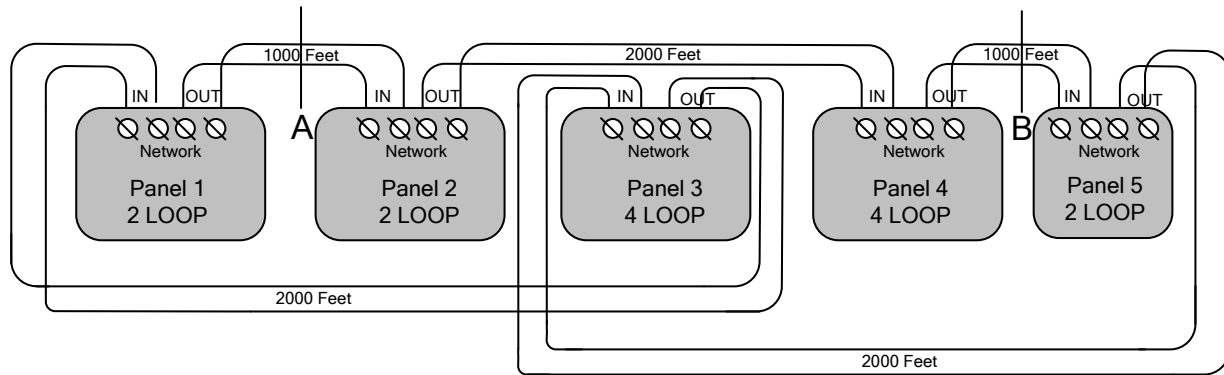 1000 Feet
2000 Feet
1000 Feet
IN OUT
IN OUT
IN OUT
IN OUT
IN OUT
A
B
Network
Network
Network
Network
Network
Panel 1
2 LOOP
Panel 2
2 LOOP
Panel 3
4 LOOP
Panel 4
4 LOOP
Panel 5
2 LOOP
2000 Feet
2000 Feet